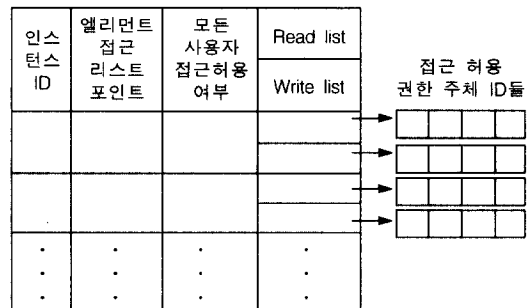 인스
턴스
ID
앨리먼트
접근
리스트
포인트
모든
사용자
접근허용
여부
Read list
Write list
접근 허용
권한 주체 ID들